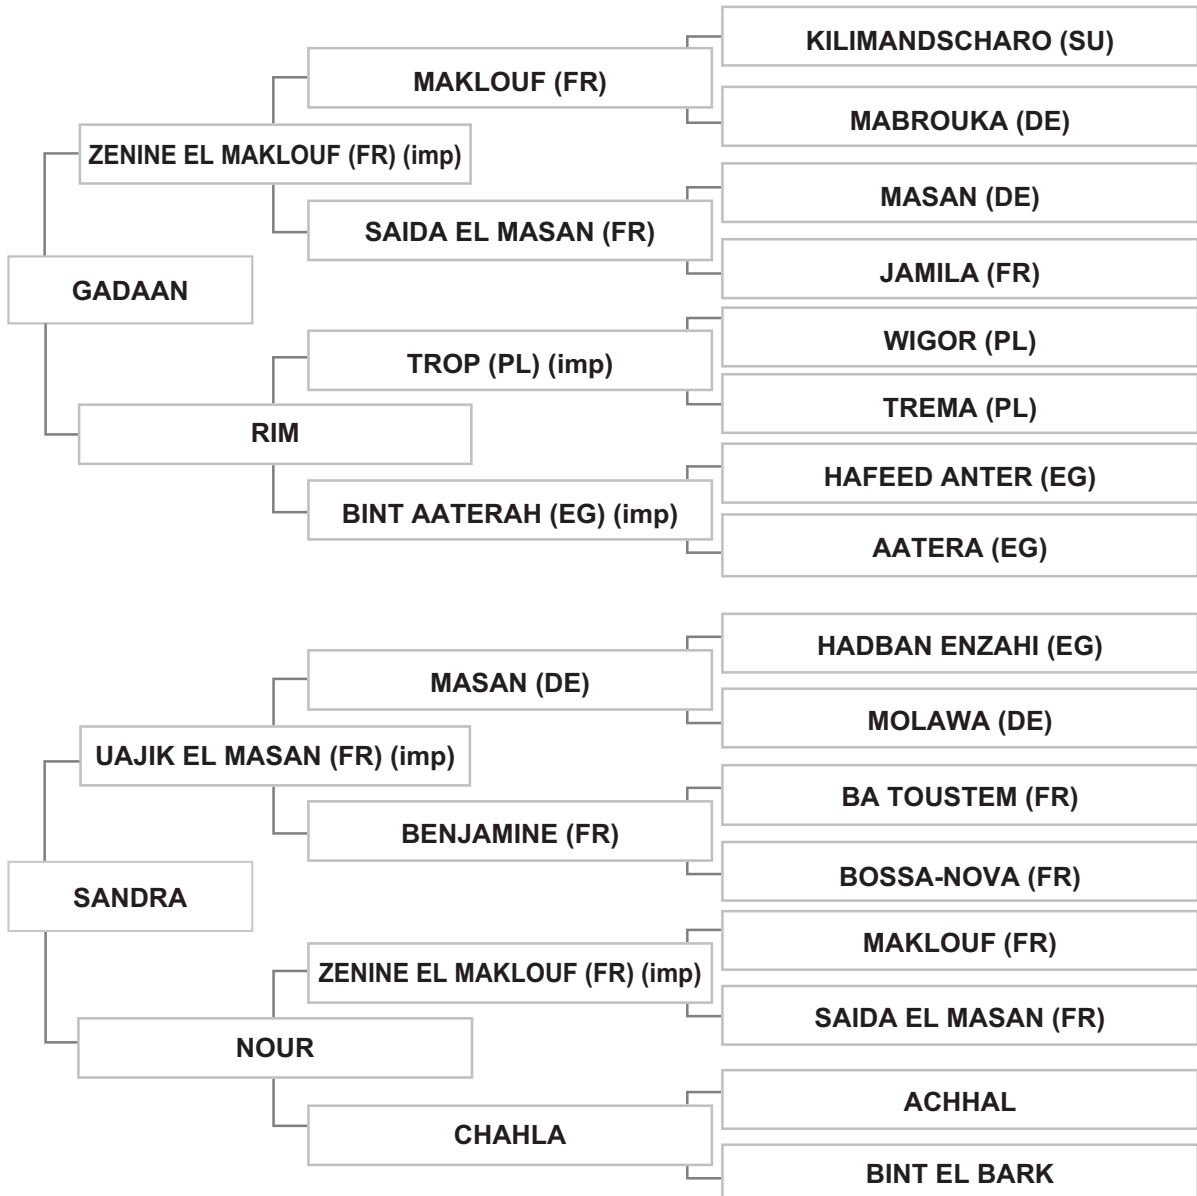 KILIMANDSCHARO (SU)
MAKLOUF (FR)
MABROUKA (DE)
ZENINE EL MAKLOUF (FR) (imp)
MASAN (DE)
SAIDA EL MASAN (FR)
JAMILA (FR)
GADAAN
WIGOR (PL)
TROP (PL) (imp)
TREMA (PL)
RIM
HAFEED ANTER (EG)
BINT AATERAH (EG) (imp)
AATERA (EG)
HADBAN ENZAHI (EG)
MASAN (DE)
MOLAWA (DE)
UAJIK EL MASAN (FR) (imp)
BA TOUSTEM (FR)
BENJAMINE (FR)
BOSSA-NOVA (FR)
SANDRA
MAKLOUF (FR)
ZENINE EL MAKLOUF (FR) (imp)
SAIDA EL MASAN (FR)
NOUR
ACHHAL
CHAHLA
BINT EL BARK